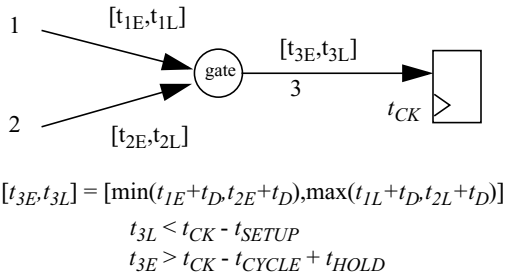 1
[t1E,t1L]
gate
[t3E,t3L]
3
tCK
2
[t2E,t2L]
[t3E,t3L] = [min(t1E+tD,t2E+tD),max(t1L+tD,t2L+tD)]
t3L < tCK - tSETUP
t3E > tCK - tCYCLE + tHOLD